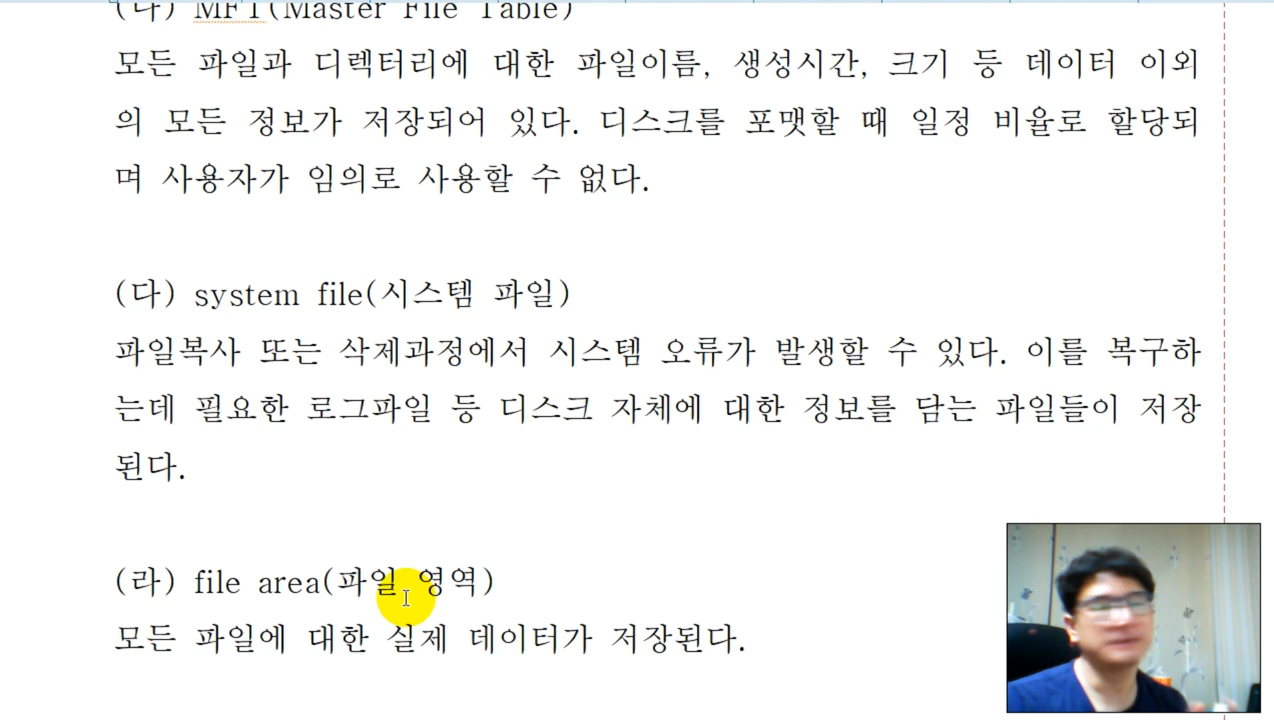 (나) MFT(Master File Table)
모든 파일과 디렉터리에 대한 파일이름, 생성시간, 크기 등 데이터 이외
의 모든 정보가 저장되어 있다. 디스크를 포맷할 때 일정 비율로 할당되
며 사용자가 임의로 사용할 수 없다.
(다) system file(시스템 파일)
파일복사 또는 삭제과정에서 시스템 오류가 발생할 수 있다. 이를 복구하
는데 필요한 로그파일 등 디스크 자체에 대한 정보를 담는 파일들이 저장
된다.
(라) file area(파일 영역)
모든 파일에 대한 실제 데이터가 저장된다.